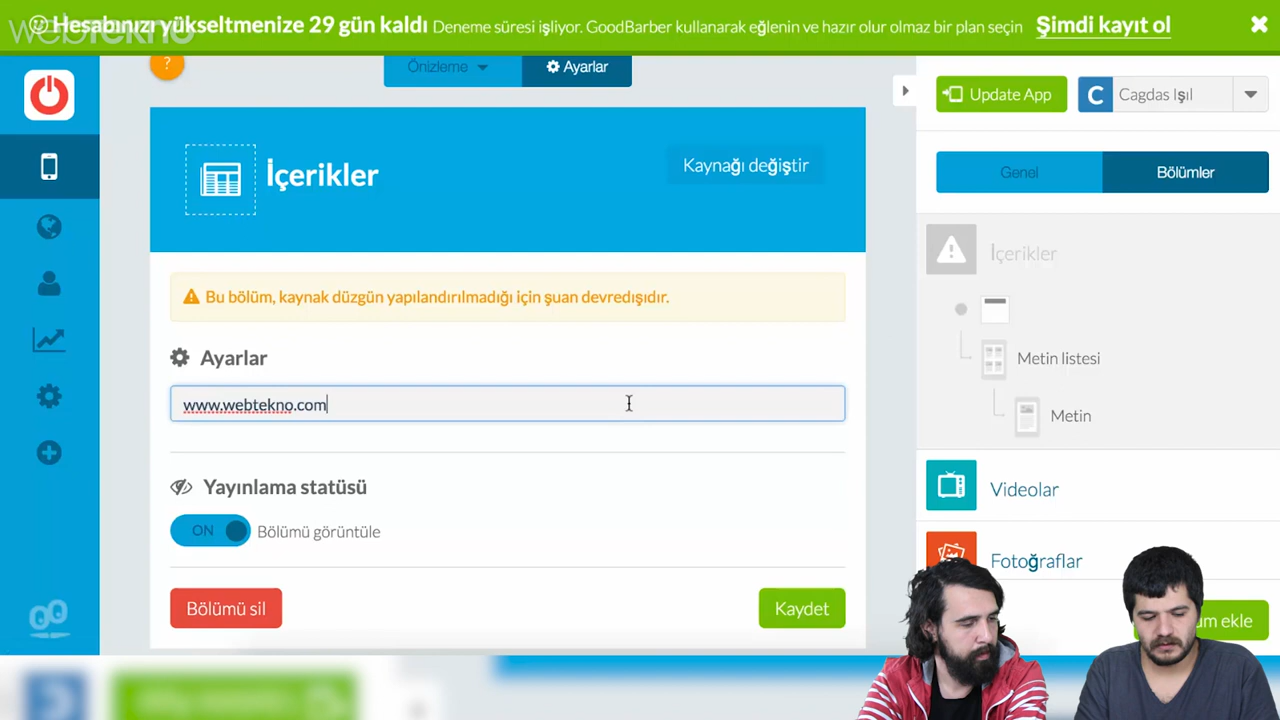 webtekno
Hesabınızı yükseltmenize 29 gün kaldı Deneme süresi işliyor. GoodBarber kullanarak eğlenin ve hazır olur olmaz bir plan seçin Şimdi kayıt ol
?
Önizleme
Ayarlar
Update App
C
Cagdas Işıl
İçerikler
Kaynağı değiştir
Genel
Bölümler
İçerikler
Bu bölüm, kaynak düzgün yapılandırılmadığı için şuan devredışıdır.
Ayarlar
Metin listesi
www.webtekno.com
Metin
Yayınlama statüsü
Videolar
ON
Bölümü görüntüle
Fotoğraflar
Bölümü sil
Kaydet
ekle